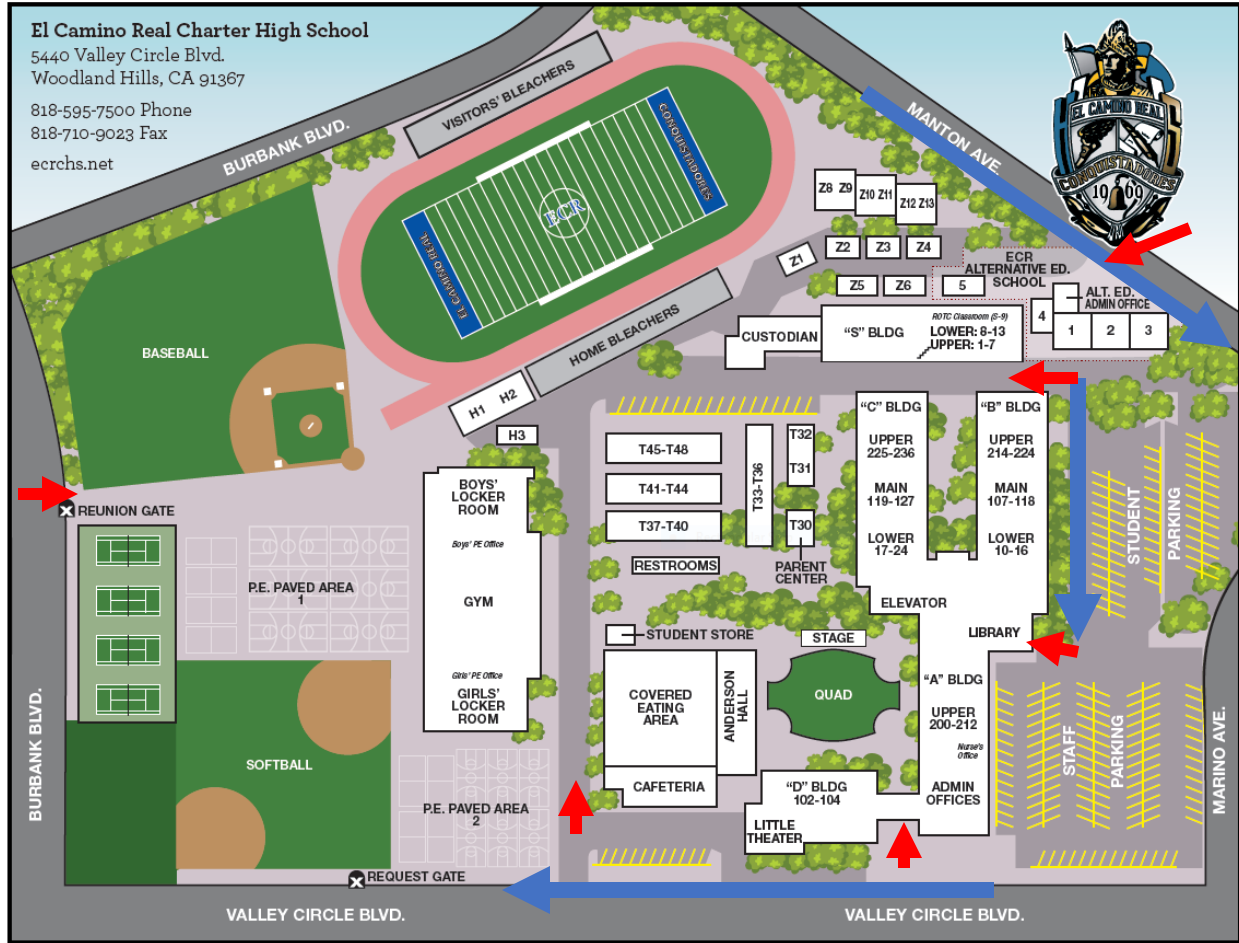 El Camino Real Charter High School
5440 Valley Circle Blvd.
Woodland Hills, CA 91367
818-595-7500 Phone
818-710-9023 Fax
ecrchs.net
BURBANK BLVD.
VISITORS' BLEACHERS
MANTON AVE.
EL CAMINO REAL
CONQUISTADORES
1969
CONQUISTADORES
ECR
EL CAMINO REAL
HOME BLEACHERS
Z8 Z9
Z10 Z11
Z12 Z13
Z1
Z2
Z3
Z4
Z5
Z6
ECR
ALTERNATIVE ED.
SCHOOL
5
ALT. ED.
ADMIN OFFICE
4
1
2
3
CUSTODIAN
"S" BLDG
ROTC Classroom (S-9)
LOWER: 8-13
UPPER: 1-7
BASEBALL
H1 H2
H3
T45-T48
T41-T44
T37-T40
T33-T36
T32
T31
T30
PARENT
CENTER
RESTROOMS
"C" BLDG
UPPER
225-236
MAIN
119-127
LOWER
17-24
"B" BLDG
UPPER
214-224
MAIN
107-118
LOWER
10-16
STUDENT
PARKING
REUNION GATE
BOYS'
LOCKER
ROOM
Boys' PE Office
GYM
Girls' PE Office
GIRLS'
LOCKER
ROOM
P.E. PAVED AREA
1
ELEVATOR
LIBRARY
STUDENT STORE
STAGE
QUAD
COVERED
EATING
AREA
ANDERSON
HALL
CAFETERIA
"A" BLDG
UPPER
200-212
Nurse's
Office
ADMIN
OFFICES
"D" BLDG
102-104
LITTLE
THEATER
STAFF
PARKING
MARINO AVE.
BURBANK BLVD.
SOFTBALL
P.E. PAVED AREA
2
REQUEST GATE
VALLEY CIRCLE BLVD.
VALLEY CIRCLE BLVD.